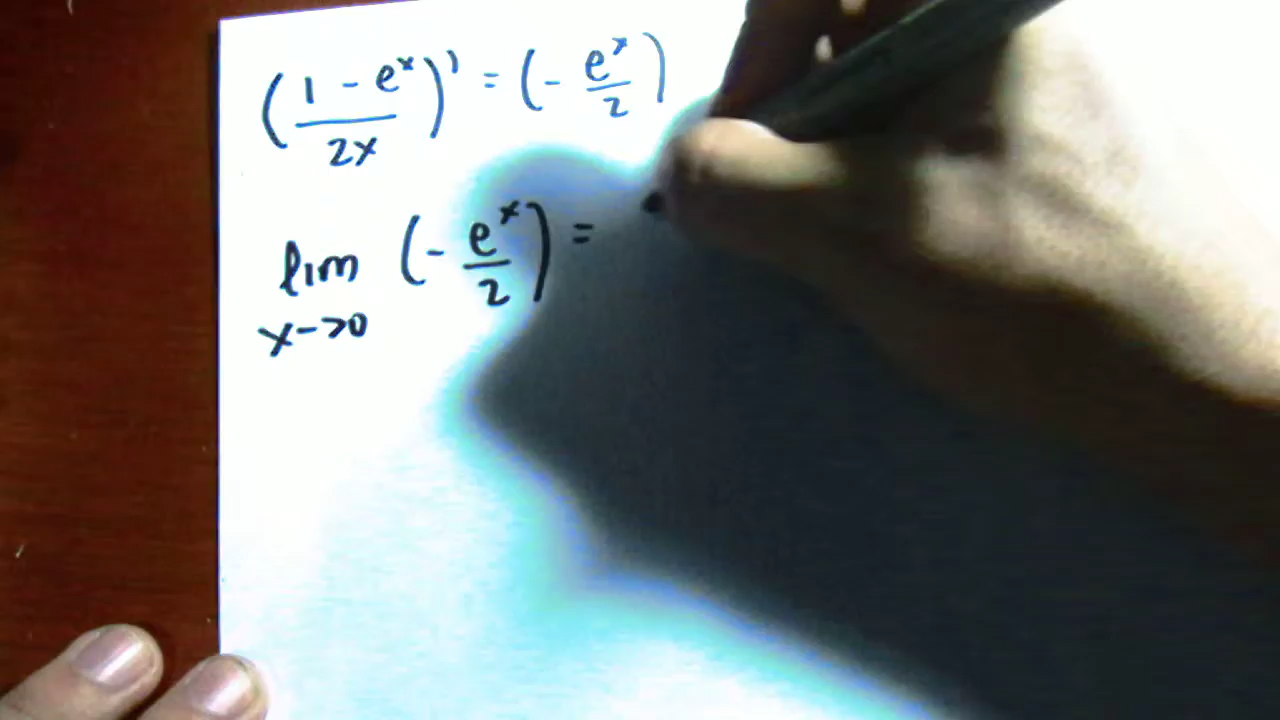 (1 - e^x / 2x)' = (- e^x / 2)
lim x->0 (- e^x / 2) =